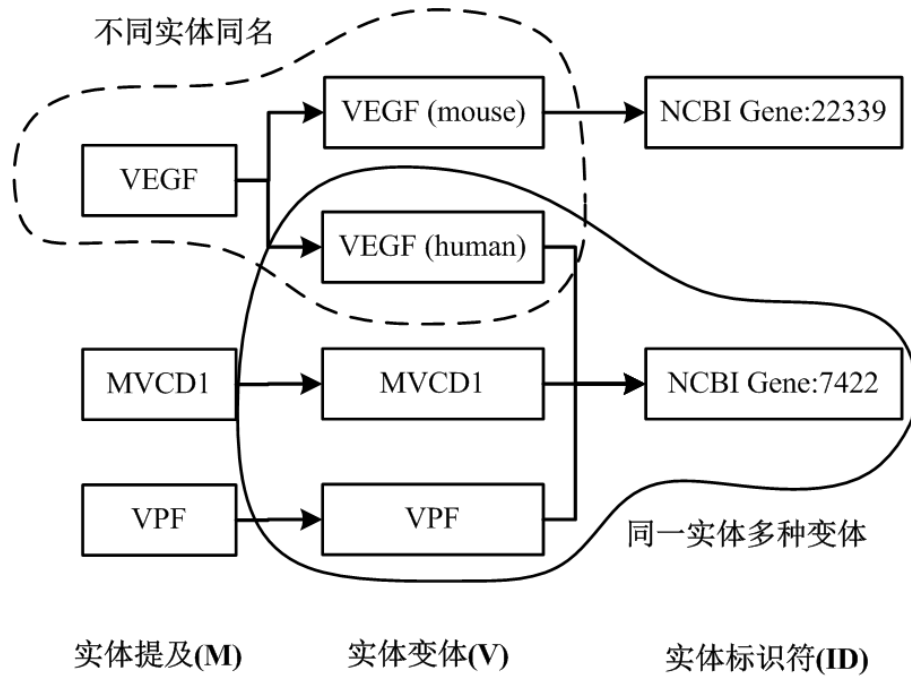 不同实体同名
VEGF (mouse)
NCBI Gene:22339
VEGF
VEGF (human)
MVCD1
MVCD1
NCBI Gene:7422
VPF
VPF
同一实体多种变体
实体提及(M)
实体变体(V)
实体标识符(ID)